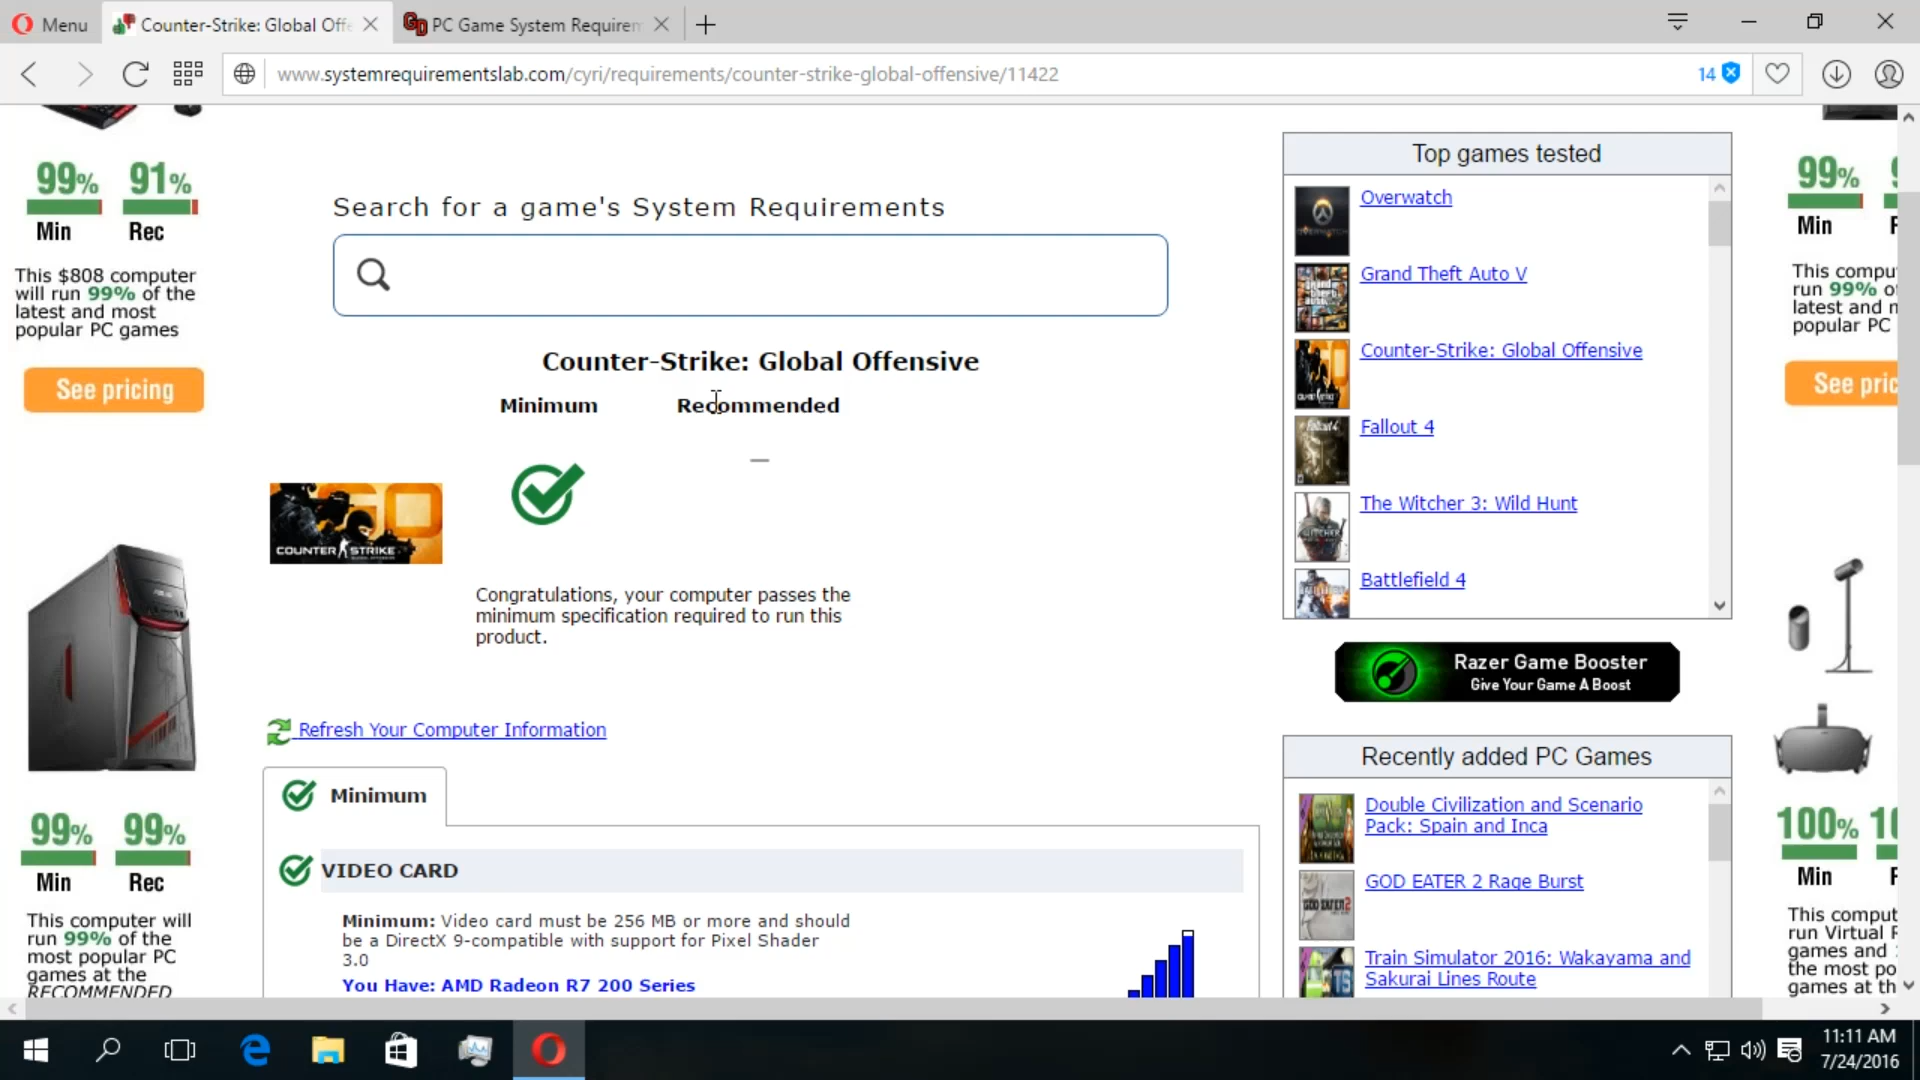 Menu
Counter-Strike: Global Offe
PC Game System Requirem
www.systemrequirementslab.com/cyri/requirements/counter-strike-global-offensive/11422
14
99% 91%
Min Rec
This $808 computer
will run 99% of the
latest and most
popular PC games
See pricing
99% 99%
Min Rec
This computer will
run 99% of the
most popular PC
games at the
RECOMMENDED
Search for a game's System Requirements
Counter-Strike: Global Offensive
Minimum Recommended
COUNTER STRIKE
Congratulations, your computer passes the
minimum specification required to run this
product.
Refresh Your Computer Information
Minimum
VIDEO CARD
Minimum: Video card must be 256 MB or more and should
be a DirectX 9-compatible with support for Pixel Shader
3.0
You Have: AMD Radeon R7 200 Series
Top games tested
Overwatch
Grand Theft Auto V
Counter-Strike: Global Offensive
Fallout 4
The Witcher 3: Wild Hunt
Battlefield 4
Razer Game Booster
Give Your Game A Boost
Recently added PC Games
Double Civilization and Scenario
Pack: Spain and Inca
GOD EATER 2 Rage Burst
Train Simulator 2016: Wakayama and
Sakurai Lines Route
99%
Min
This compu
run 99% o
latest and n
popular PC
See pric
100% 10
Min
This comput
run Virtual R
games and
the most po
games at th
11:11 AM
7/24/2016